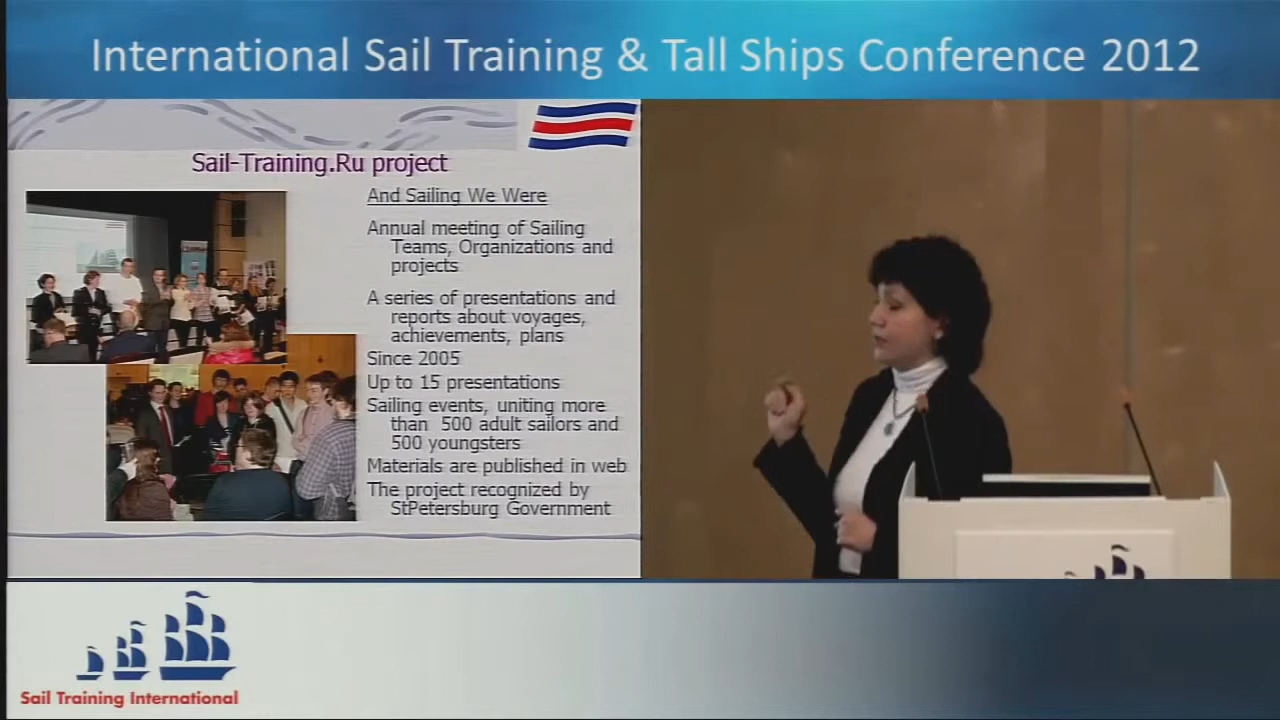 International Sail Training & Tall Ships Conference 2012
Sail-Training.Ru project
And Sailing We Were
Annual meeting of Sailing
Teams, Organizations and
projects
A series of presentations and
reports about voyages,
achievements, plans
Since 2005
Up to 15 presentations
Sailing events, uniting more
than 500 adult sailors and
500 youngsters
Materials are published in web
The project recognized by
StPetersburg Government
Sail Training International